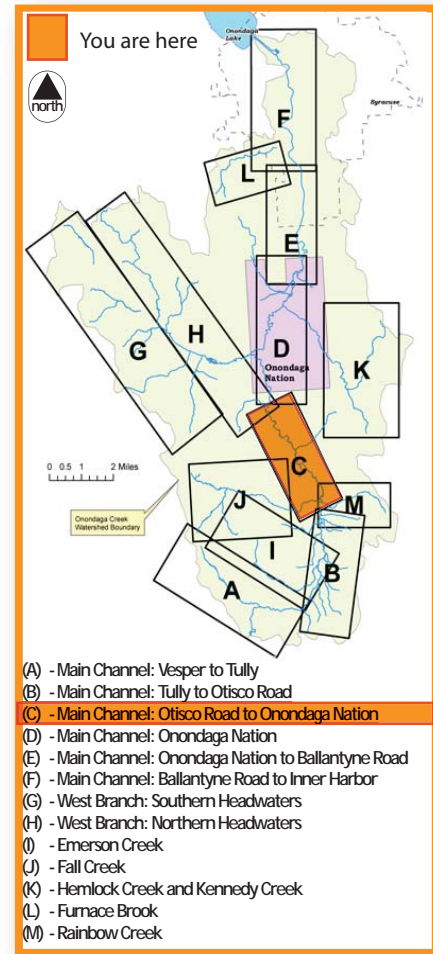 You are here
north
Onondaga
Lake
Syracuse
F
L
E
G
H
D
Onondaga
Nation
K
C
0 0.5 1 2 Miles
J
M
Onondaga Creek
Watershed Boundary
I
B
A
(A) - Main Channel: Vesper to Tully
(B) - Main Channel: Tully to Otisco Road
(C) - Main Channel: Otisco Road to Onondaga Nation
(D) - Main Channel: Onondaga Nation
(E) - Main Channel: Onondaga Nation to Ballantyne Road
(F) - Main Channel: Ballantyne Road to Inner Harbor
(G) - West Branch: Southern Headwaters
(H) - West Branch: Northern Headwaters
(I) - Emerson Creek
(J) - Fall Creek
(K) - Hemlock Creek and Kennedy Creek
(L) - Furnace Brook
(M) - Rainbow Creek